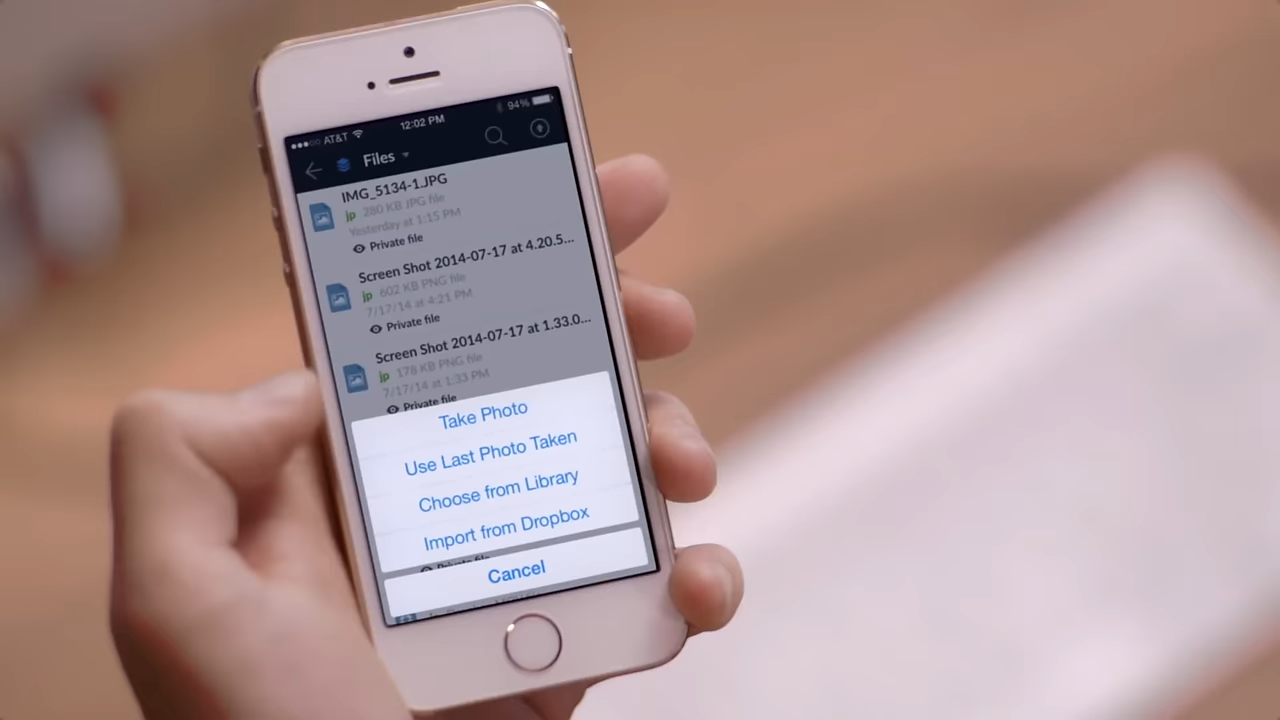 AT&T 12:02 PM 94%
Files
IMG_5134-1.JPG
jp 280 KB JPG file
Yesterday at 1:15 PM
Private file
Screen Shot 2014-07-17 at 4.20.5...
jp 602 KB PNG file
7/17/14 at 4:21 PM
Private file
Screen Shot 2014-07-17 at 1.33.0...
jp 178 KB PNG file
7/17/14 at 1:33 PM
Private file
Take Photo
Use Last Photo Taken
Choose from Library
Import from Dropbox
Private file
Cancel